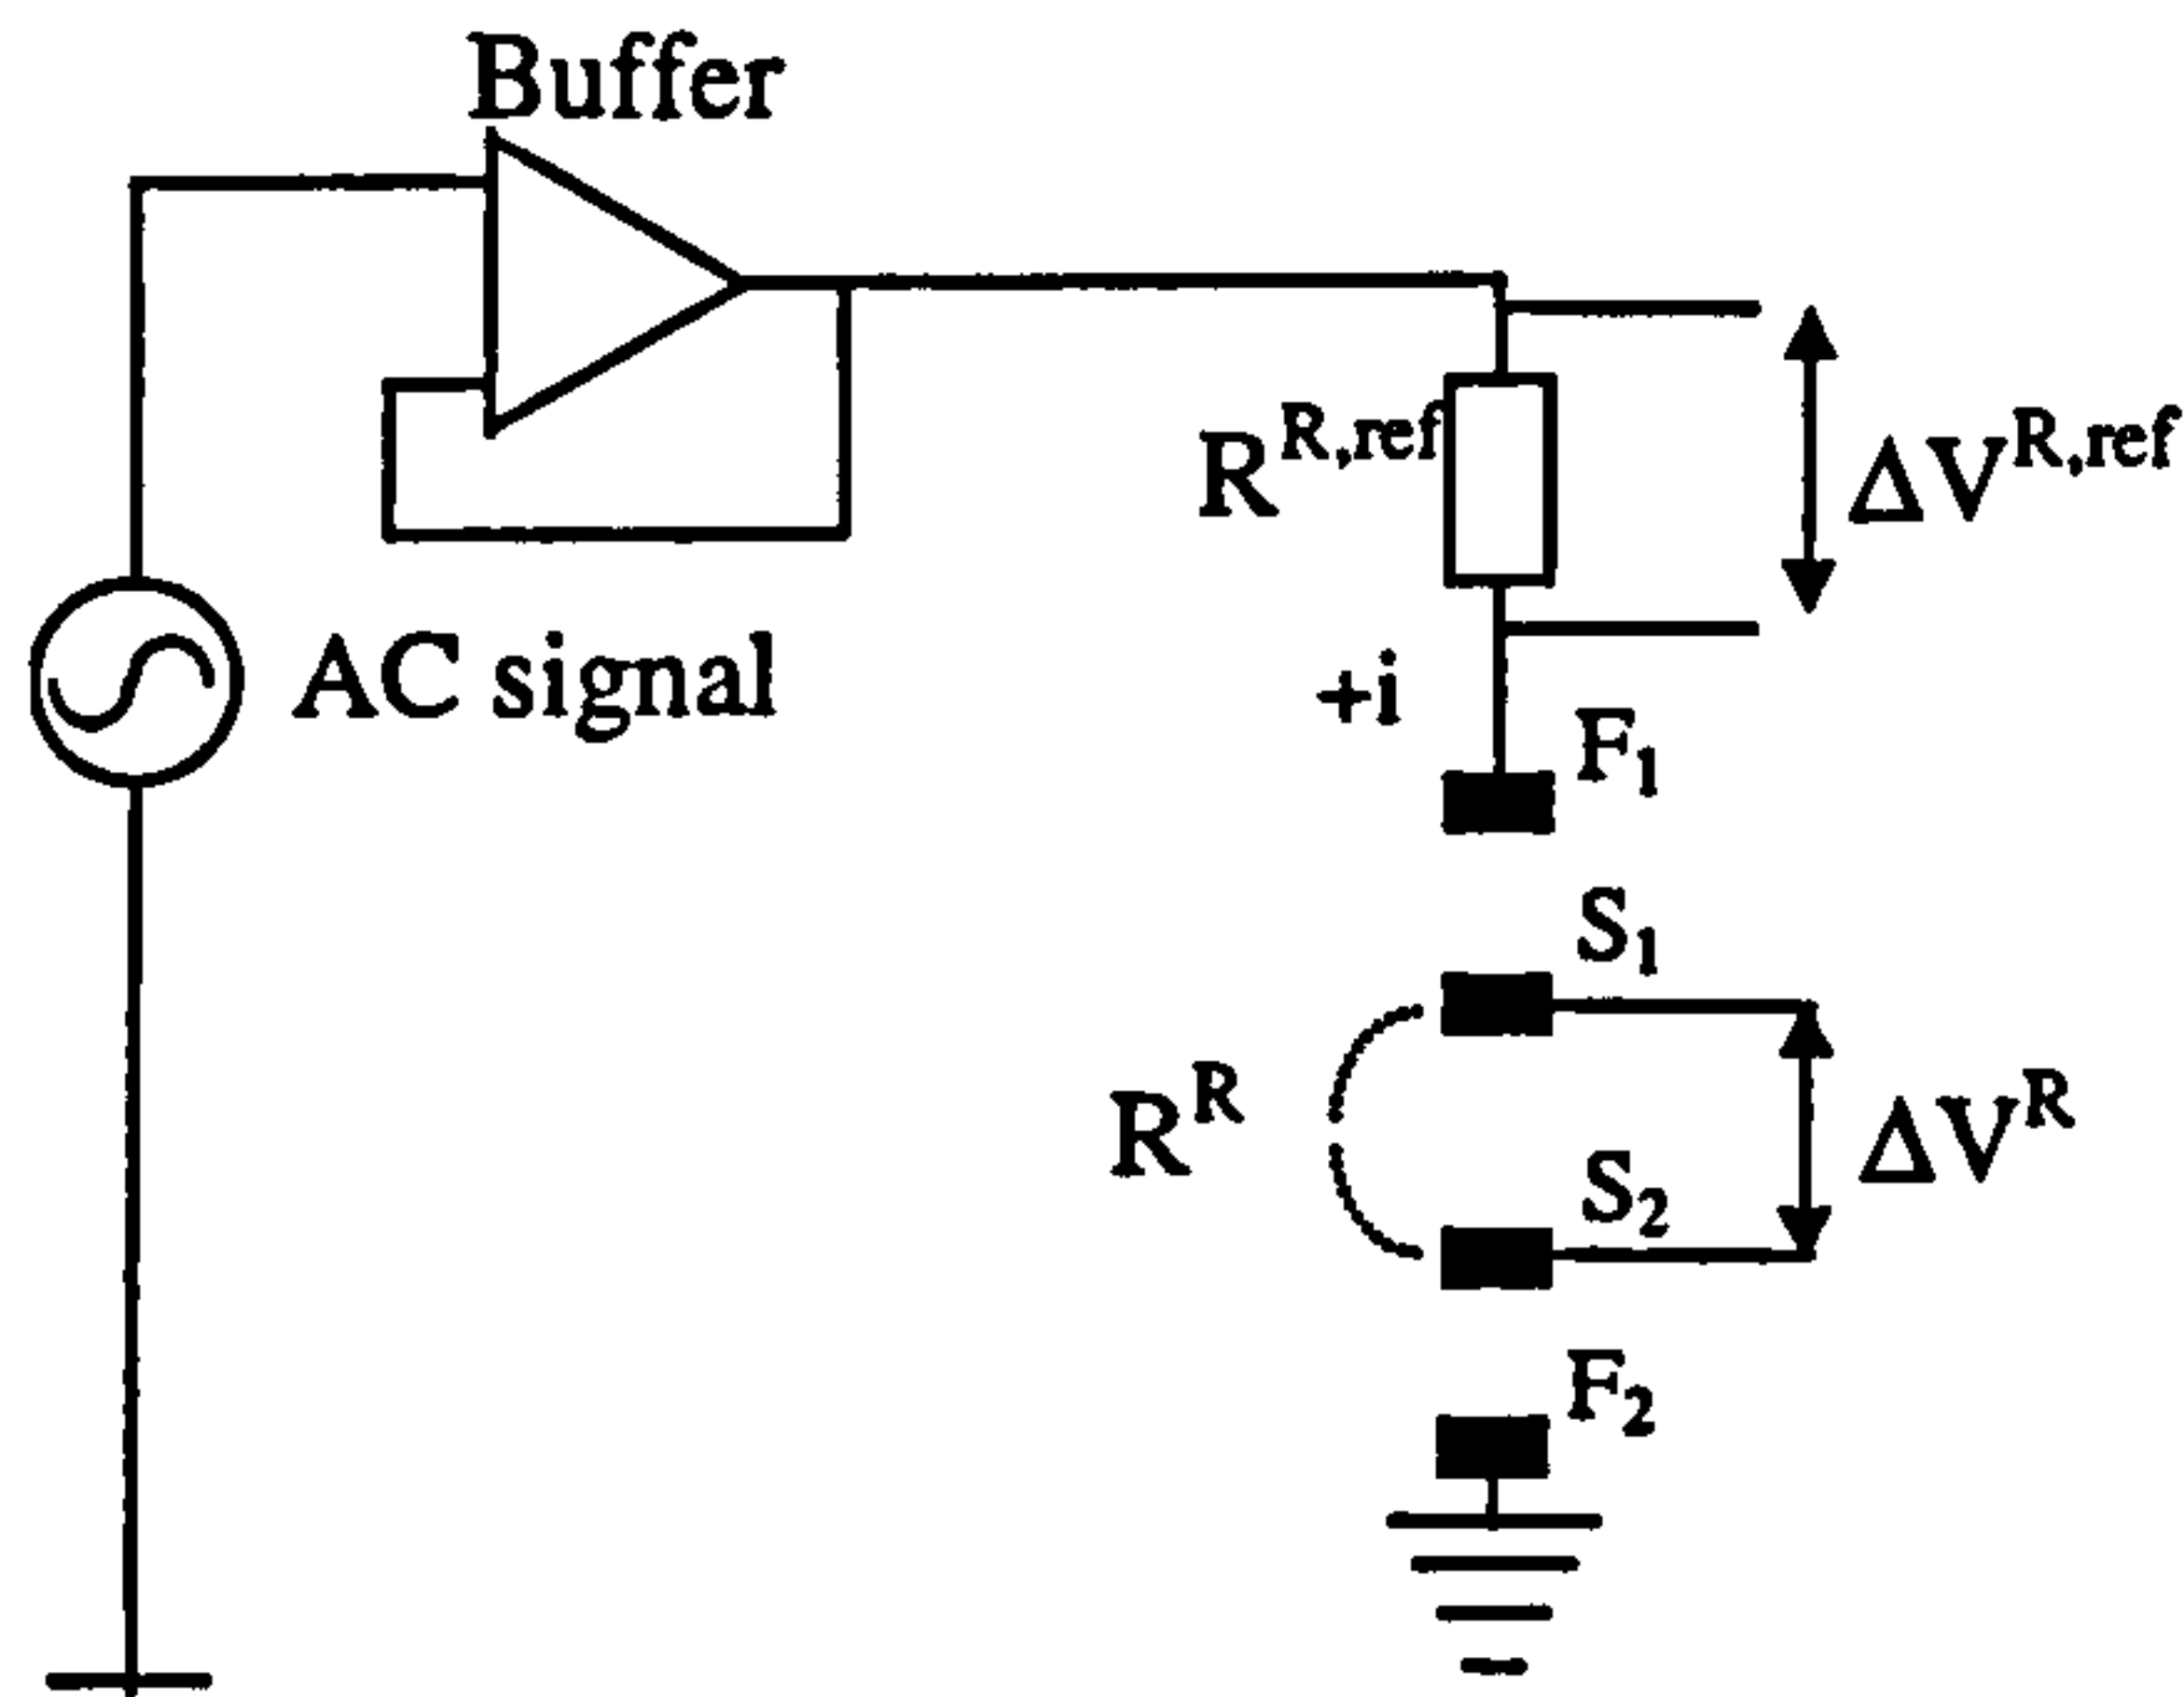 Buffer
R^R,ref
ΔV^R,ref
AC signal
+i
F₁
S₁
R^R
ΔV^R
S₂
F₂